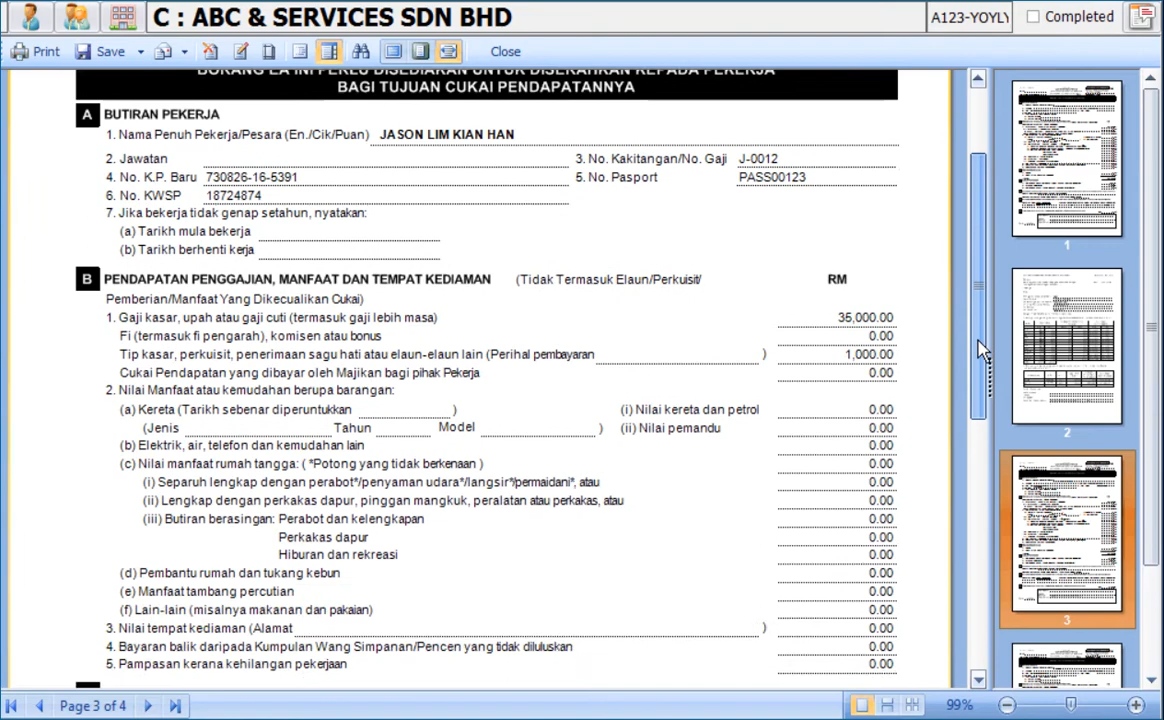 C : ABC & SERVICES SDN BHD
A123-YOYLY
Completed
Print
Save
Close
BORANG EA INI PERLU DISEDIAKAN UNTUK DISERAHKAN KEPADA PEKERJA
BAGI TUJUAN CUKAI PENDAPATANNYA
A BUTIRAN PEKERJA
1. Nama Penuh Pekerja/Pesara (En./Cik/Puan) JASON LIM KIAN HAN
2. Jawatan 3. No. Kakitangan/No. Gaji J-0012
4. No. K.P. Baru 730826-16-5391 5. No. Pasport PASS00123
6. No. KWSP 18724874
7. Jika bekerja tidak genap setahun, nyatakan:
(a) Tarikh mula bekerja
(b) Tarikh berhenti kerja
B PENDAPATAN PENGGAJIAN, MANFAAT DAN TEMPAT KEDIAMAN (Tidak Termasuk Elaun/Perkuisit/ RM
Pemberian/Manfaat Yang Dikecualikan Cukai)
1. Gaji kasar, upah atau gaji cuti (termasuk gaji lebih masa) 35,000.00
Fi (termasuk fi pengarah), komisen atau bonus 0.00
Tip kasar, perkuisit, penerimaan sagu hati atau elaun-elaun lain (Perihal pembayaran ) 1,000.00
Cukai Pendapatan yang dibayar oleh Majikan bagi pihak Pekerja 0.00
2. Nilai Manfaat atau kemudahan berupa barangan:
(a) Kereta (Tarikh sebenar diperuntukkan ) (i) Nilai kereta dan petrol 0.00
(Jenis Tahun Model ) (ii) Nilai pemandu 0.00
(b) Elektrik, air, telefon dan kemudahan lain 0.00
(c) Nilai manfaat rumah tangga: ( *Potong yang tidak berkenaan ) 0.00
(i) Separuh lengkap dengan perabot*/penyaman udara*/langsir*/permaidani*, atau 0.00
(ii) Lengkap dengan perkakas dapur, pinggan mangkuk, peralatan atau perkakas, atau 0.00
(iii) Butiran berasingan: Perabot dan kelengkapan 0.00
Perkakas dapur 0.00
Hiburan dan rekreasi 0.00
(d) Pembantu rumah dan tukang kebun 0.00
(e) Manfaat tambang percutian 0.00
(f) Lain-lain (misalnya makanan dan pakaian) 0.00
3. Nilai tempat kediaman (Alamat ) 0.00
4. Bayaran balik daripada Kumpulan Wang Simpanan/Pencen yang tidak diluluskan 0.00
5. Pampasan kerana kehilangan pekerjaan 0.00
1
2
3
Page 3 of 4
99%